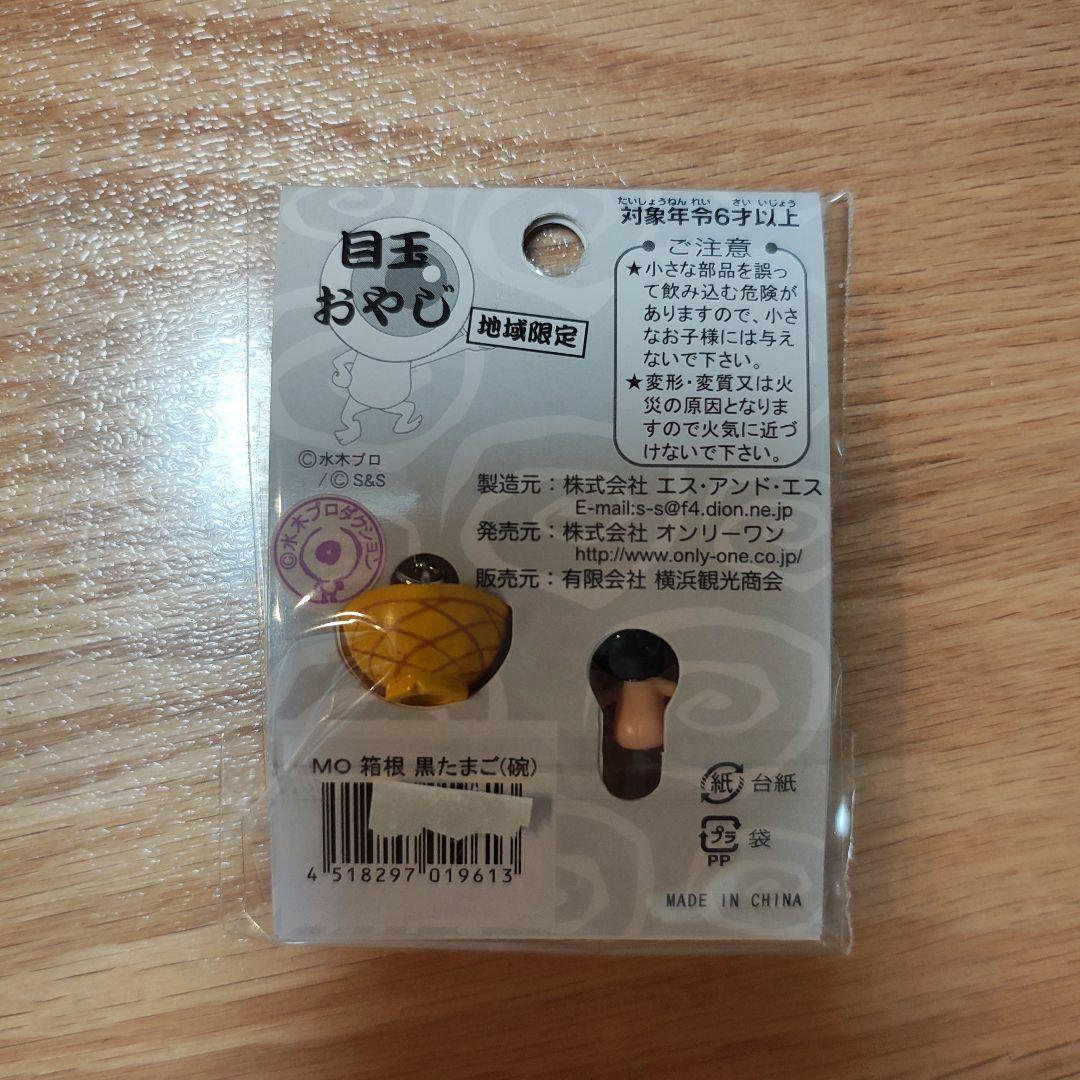 目玉
おやじ
地域限定
©水木プロ
/© S&S
©水木プロダクション
たいしょうねん れい さい いじょう
対象年令6才以上
ご注意
★小さな部品を誤っ
て飲み込む危険が
ありますので、小さ
なお子様には与え
ないで下さい。
★変形・変質又は火
災の原因となりま
すので火気に近づ
けないで下さい。
製造元:株式会社 エス・アンド・エス
E-mail:s-s@f4.dion.ne.jp
発売元:株式会社 オンリーワン
http://www.only-one.co.jp/
販売元:有限会社 横浜観光商会
MO 箱根 黒たまご(碗)
4 518297 019613
紙 台紙
プラ 袋
PP
MADE IN CHINA